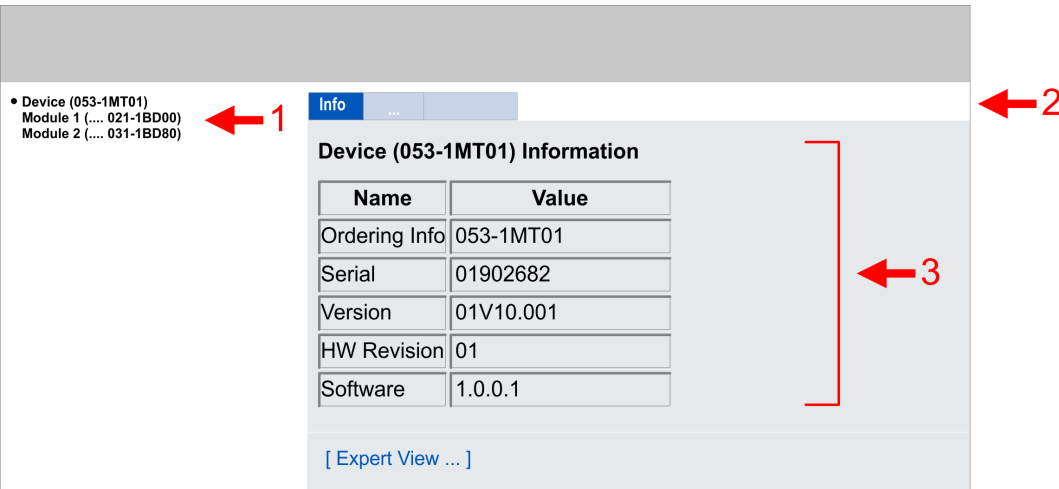 ● Device (053-1MT01)
Module 1 (.... 021-1BD00)
Module 2 (.... 031-1BD80)
1
Info
...
2
Device (053-1MT01) Information
Name Value
Ordering Info 053-1MT01
Serial 01902682
Version 01V10.001
HW Revision 01
Software 1.0.0.1
3
[ Expert View ... ]